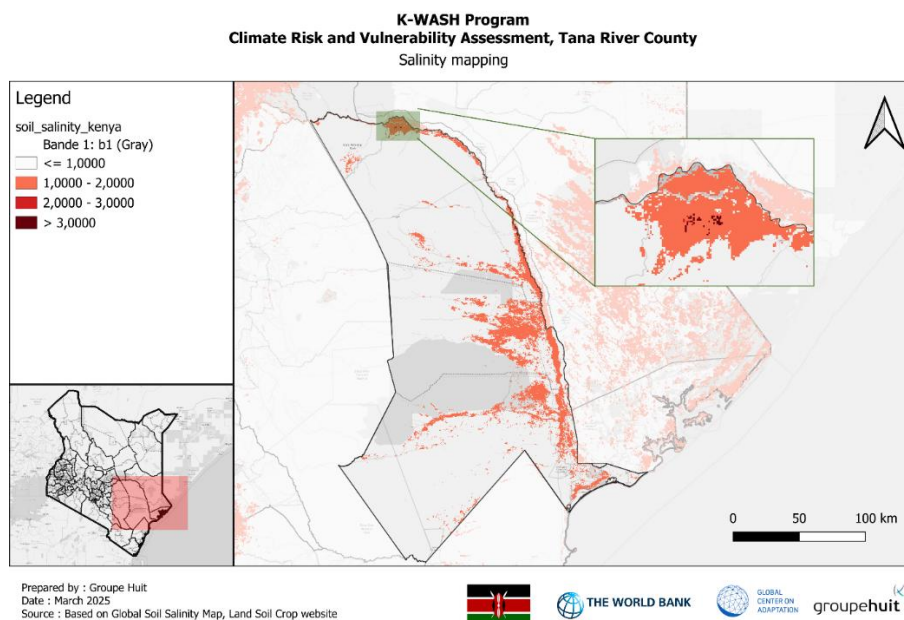 K-WASH Program
Climate Risk and Vulnerability Assessment, Tana River County
Salinity mapping
Legend
soil_salinity_kenya
Bande 1: b1 (Gray)
<= 1,0000
1,0000 - 2,0000
2,0000 - 3,0000
> 3,0000
0 50 100 km
Prepared by : Groupe Huit
Date : March 2025
Source : Based on Global Soil Salinity Map, Land Soil Crop website
THE WORLD BANK
GLOBAL
CENTER ON
ADAPTATION
groupehuit